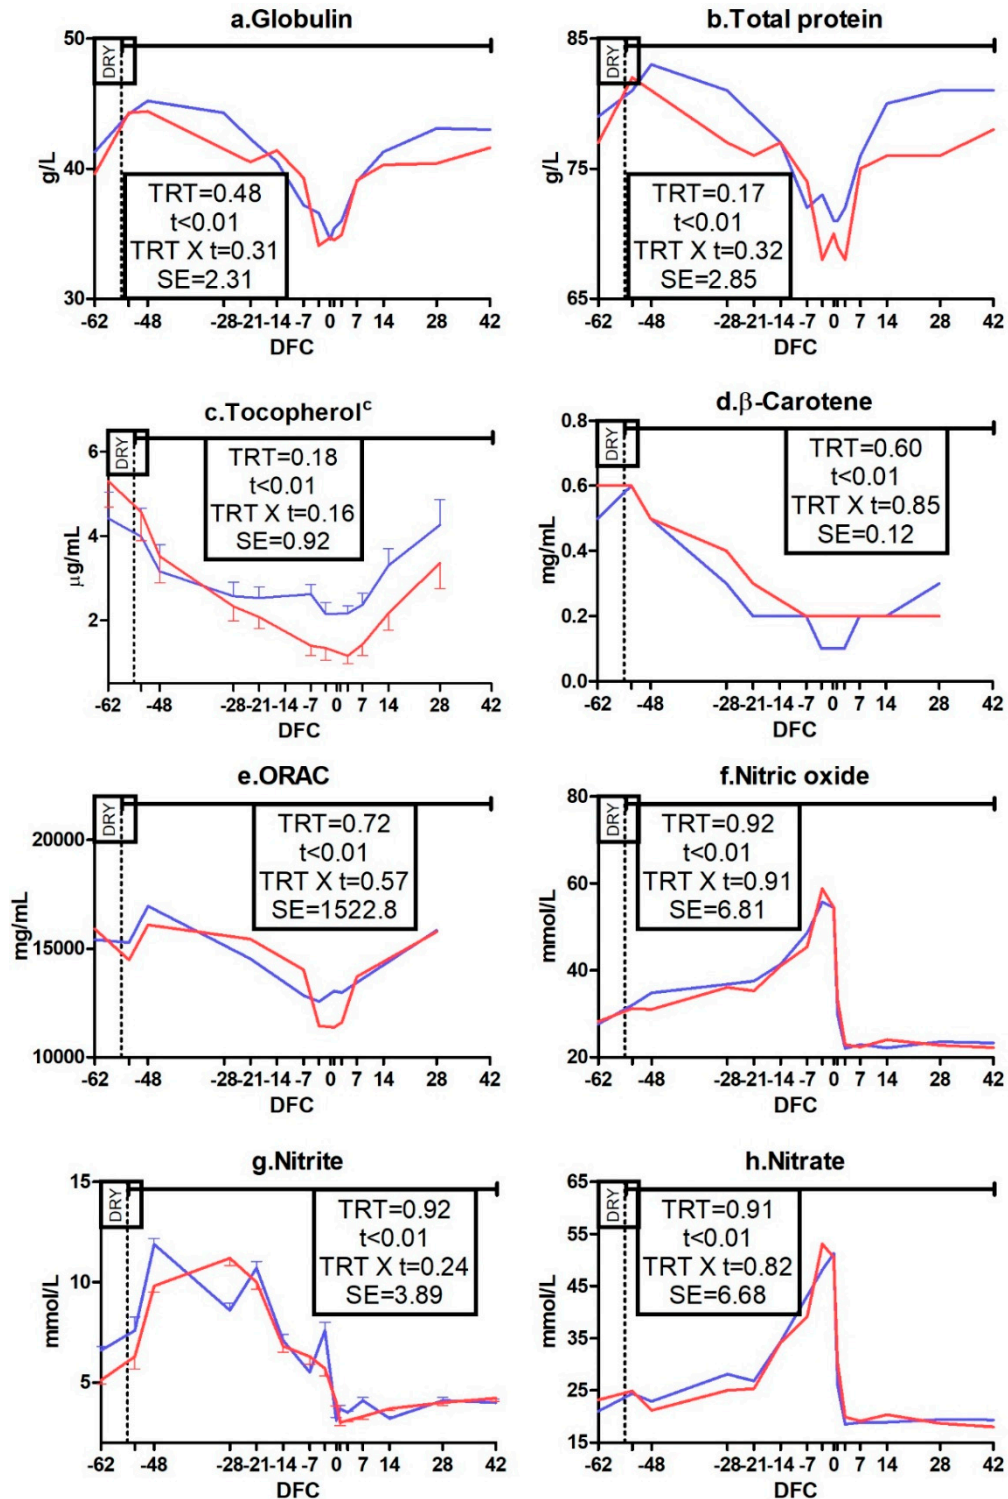 a.Globulin
50
40
30
g/L
DRY
TRT=0.48
t<0.01
TRT X t=0.31
SE=2.31
-62 -48 -28-21-14 -7 0 7 14 28 42
DFC
b.Total protein
85
75
65
g/L
DRY
TRT=0.17
t<0.01
TRT X t=0.32
SE=2.85
-62 -48 -28-21-14 -7 0 7 14 28 42
DFC
c.Tocopherolᶜ
6
4
2
μg/mL
DRY
TRT=0.18
t<0.01
TRT X t=0.16
SE=0.92
-62 -48 -28-21-14 -7 0 7 14 28 42
DFC
d.β-Carotene
0.8
0.6
0.4
0.2
0.0
mg/mL
DRY
TRT=0.60
t<0.01
TRT X t=0.85
SE=0.12
-62 -48 -28-21-14 -7 0 7 14 28 42
DFC
e.ORAC
20000
15000
10000
mg/mL
DRY
TRT=0.72
t<0.01
TRT X t=0.57
SE=1522.8
-62 -48 -28-21-14 -7 0 7 14 28 42
DFC
f.Nitric oxide
80
60
40
20
mmol/L
DRY
TRT=0.92
t<0.01
TRT X t=0.91
SE=6.81
-62 -48 -28-21-14 -7 0 7 14 28 42
DFC
g.Nitrite
15
10
5
mmol/L
DRY
TRT=0.92
t<0.01
TRT X t=0.24
SE=3.89
-62 -48 -28-21-14 -7 0 7 14 28 42
DFC
h.Nitrate
65
55
45
35
25
15
mmol/L
DRY
TRT=0.91
t<0.01
TRT X t=0.82
SE=6.68
-62 -48 -28-21-14 -7 0 7 14 28 42
DFC